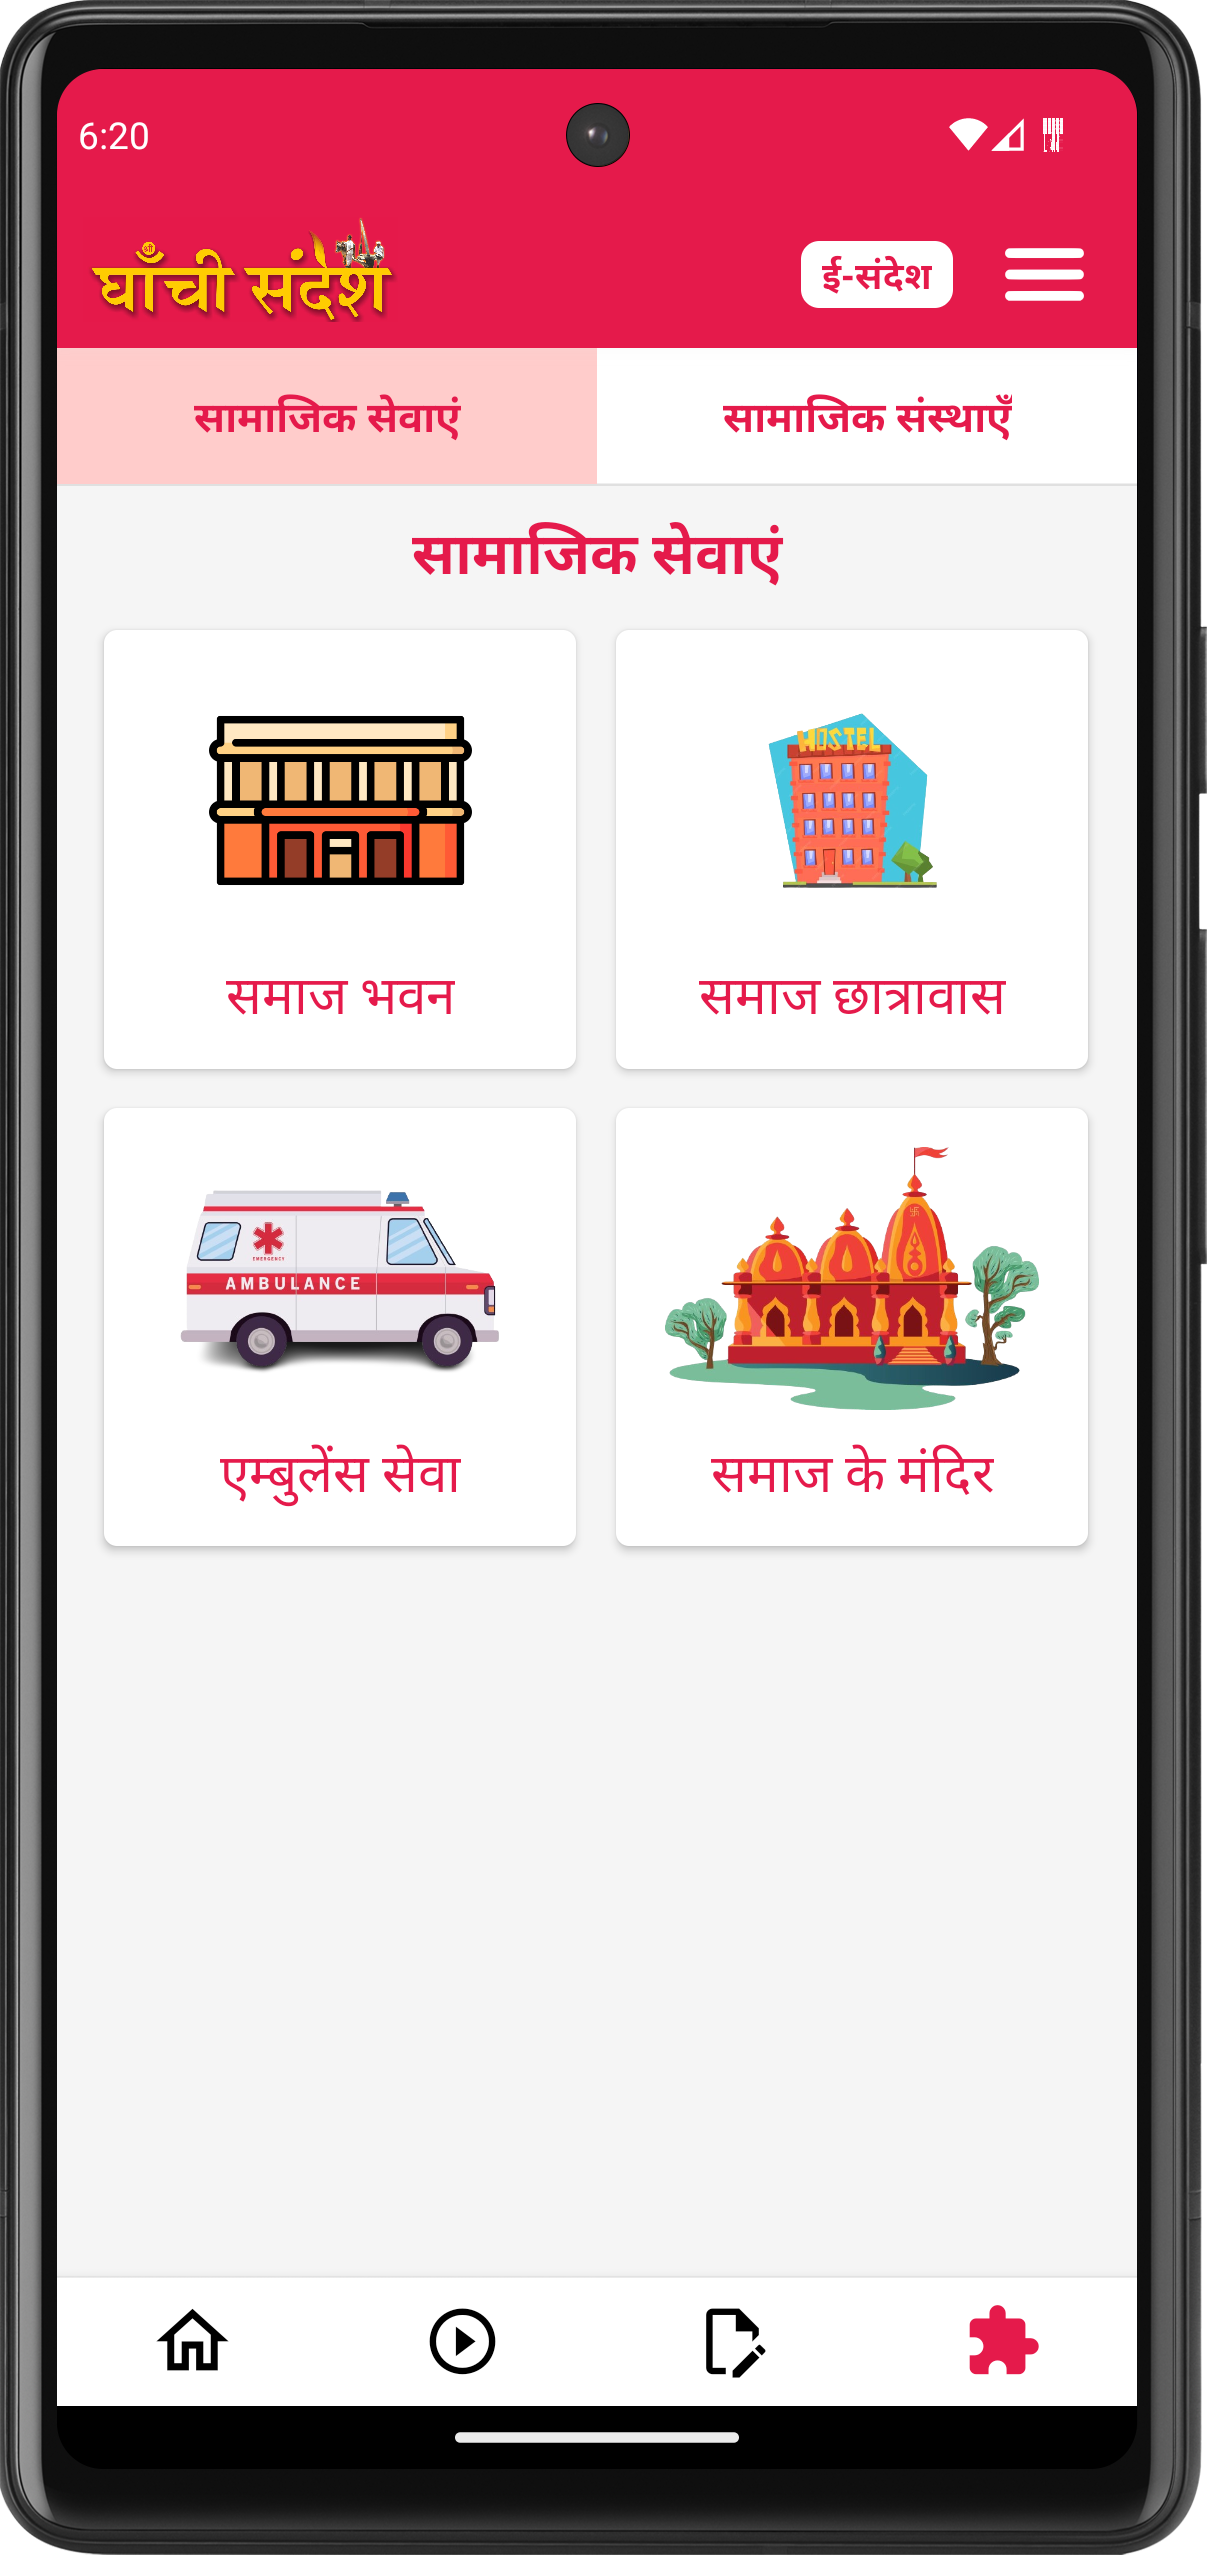 6:20
घाँची संदेश
ई-संदेश
सामाजिक सेवाएं
सामाजिक संस्थाएँ
सामाजिक सेवाएं
HOSTEL
समाज भवन
समाज छात्रावास
EMERGENCY
AMBULANCE
एम्बुलेंस सेवा
समाज के मंदिर